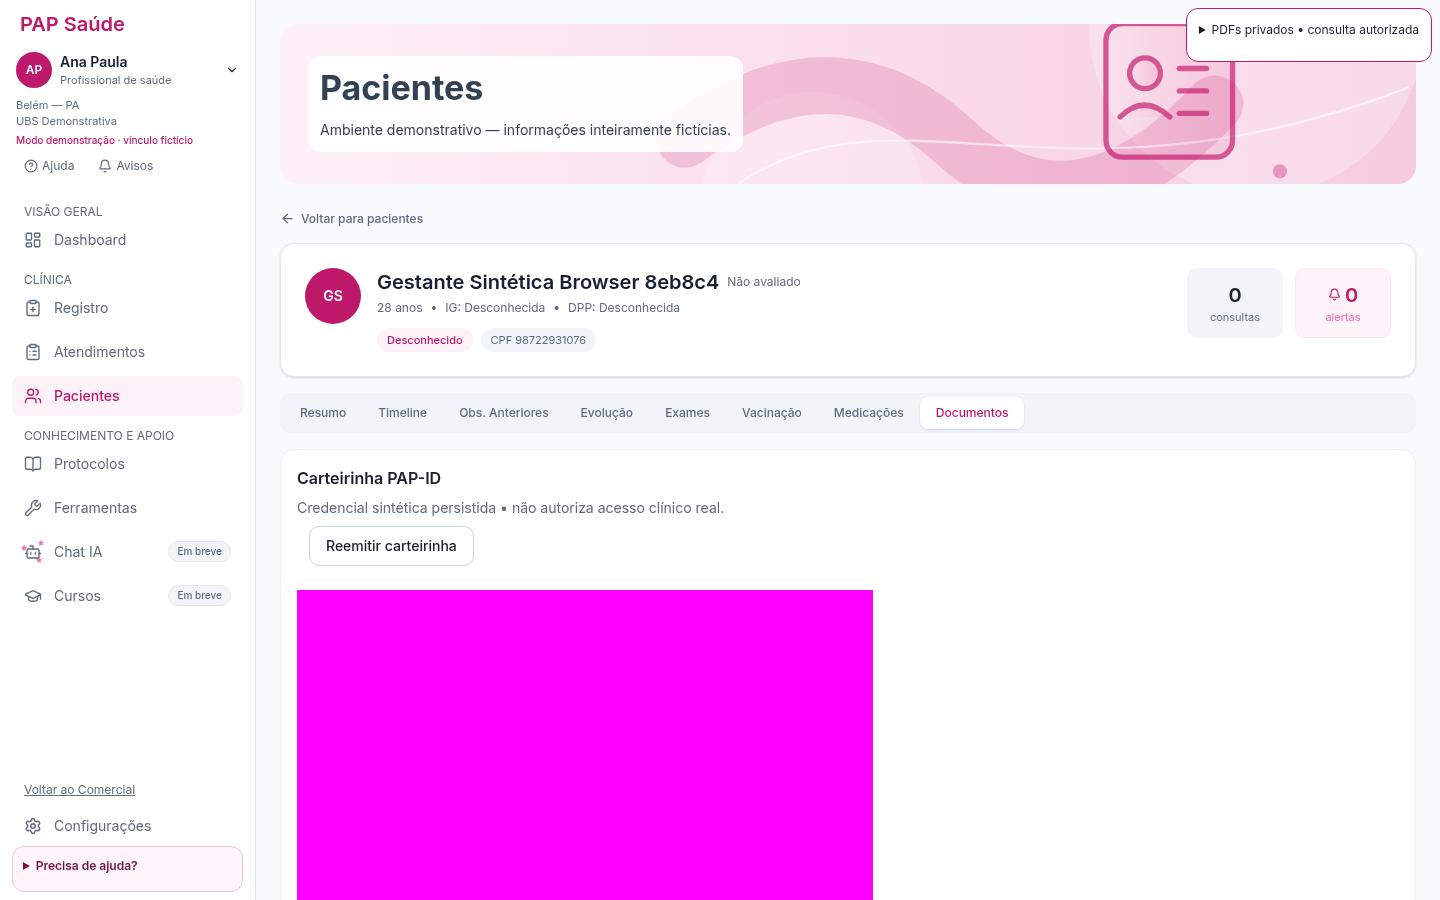 PAP Saúde
AP
Ana Paula
Profissional de saúde
Belém — PA
UBS Demonstrativa
Modo demonstração · vínculo fictício
Ajuda
Avisos
VISÃO GERAL
Dashboard
CLÍNICA
Registro
Atendimentos
Pacientes
CONHECIMENTO E APOIO
Protocolos
Ferramentas
Chat IA
Em breve
Cursos
Em breve
Voltar ao Comercial
Configurações
Precisa de ajuda?
PDFs privados • consulta autorizada
Pacientes
Ambiente demonstrativo — informações inteiramente fictícias.
Voltar para pacientes
GS
Gestante Sintética Browser 8eb8c4 Não avaliado
28 anos • IG: Desconhecida • DPP: Desconhecida
Desconhecido
CPF 98722931076
0
consultas
0
alertas
Resumo
Timeline
Obs. Anteriores
Evolução
Exames
Vacinação
Medicações
Documentos
Carteirinha PAP-ID
Credencial sintética persistida • não autoriza acesso clínico real.
Reemitir carteirinha